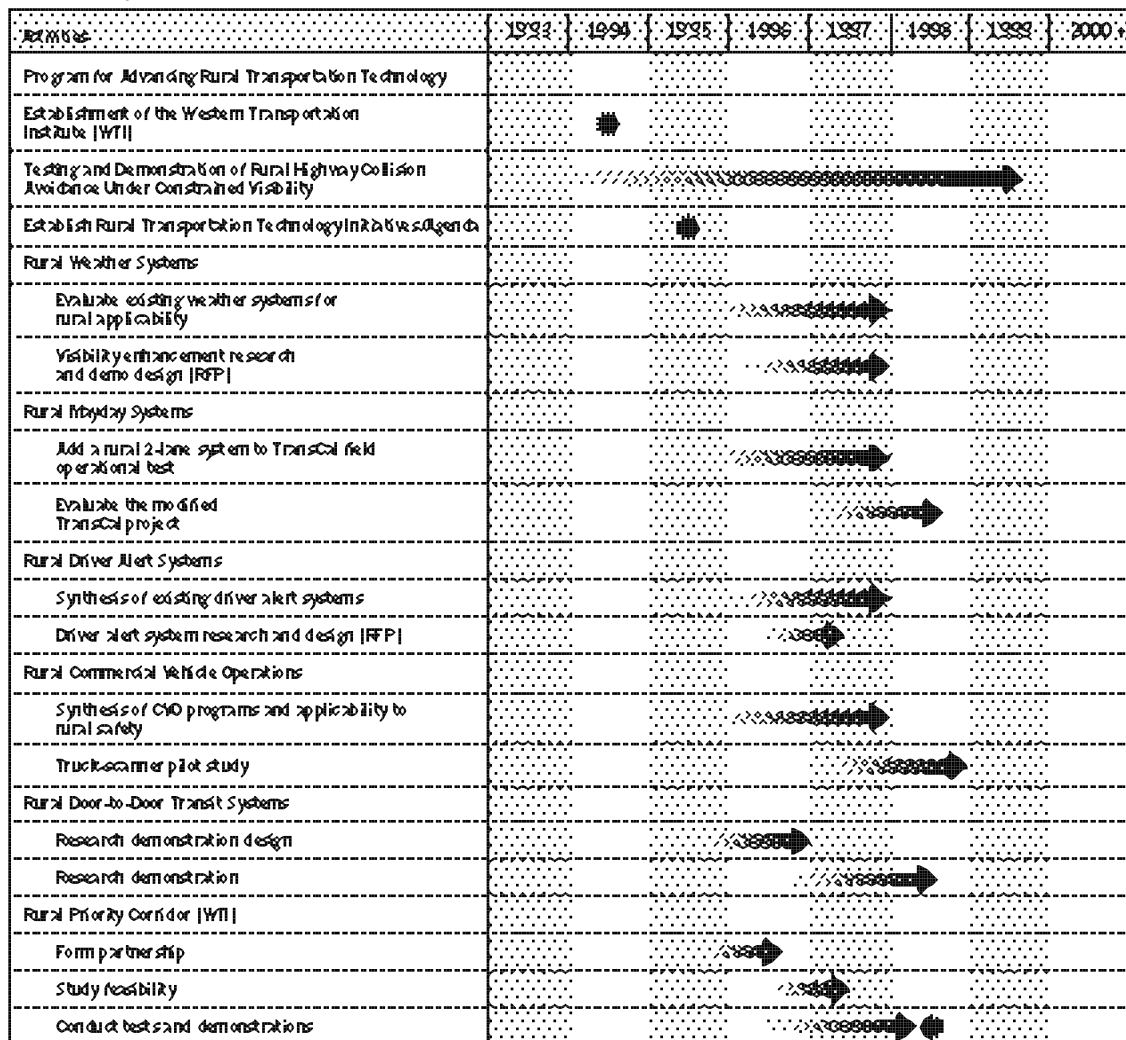 Activities 1993 1994 1995 1996 1997 1998 1999 2000 +
Program for Advancing Rural Transportation Technology
Establishment of the Western Transportation
Institute [WTI]
Testing and Demonstration of Rural Highway Collision
Avoidance Under Constrained Visibility
Establish Rural Transportation Technology Initiatives/Agenda
Rural Weather Systems
Evaluate existing weather systems for
rural applicability
Visibility enhancement research
and demo design [RFP]
Rural Mayday Systems
Add a rural 2-lane system to TransCal field
operational test
Evaluate the modified
TransCal project
Rural Driver Alert Systems
Synthesis of existing driver alert systems
Driver alert system research and design [RFP]
Rural Commercial Vehicle Operations
Synthesis of CVO programs and applicability to
rural safety
Truck-scanner pilot study
Rural Door-to-Door Transit Systems
Research demonstration design
Research demonstration
Rural Priority Corridor [WTI]
Form partnership
Study feasibility
Conduct tests and demonstrations